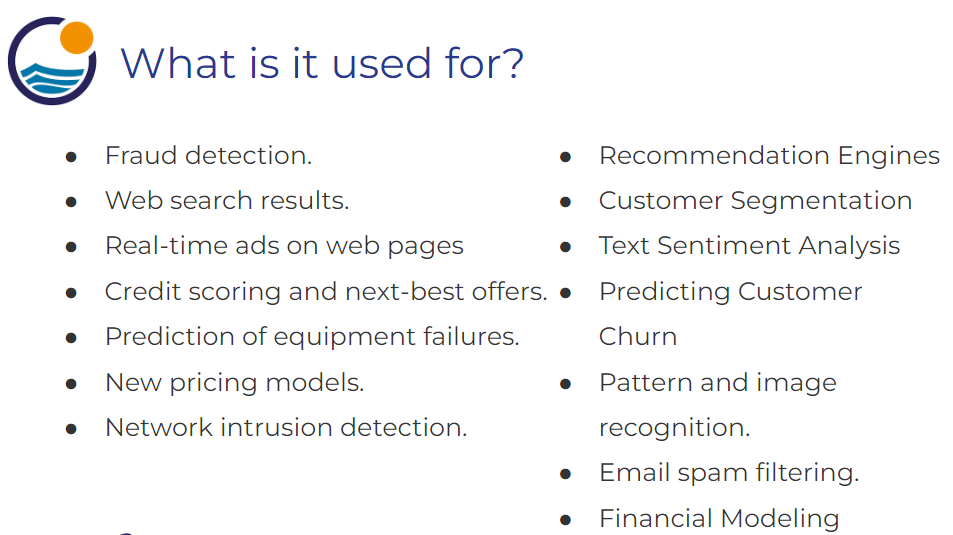 What is it used for?
● Fraud detection.
● Web search results.
● Real-time ads on web pages
● Credit scoring and next-best offers.
● Prediction of equipment failures.
● New pricing models.
● Network intrusion detection.
● Recommendation Engines
● Customer Segmentation
● Text Sentiment Analysis
● Predicting Customer
Churn
● Pattern and image
recognition.
● Email spam filtering.
● Financial Modeling